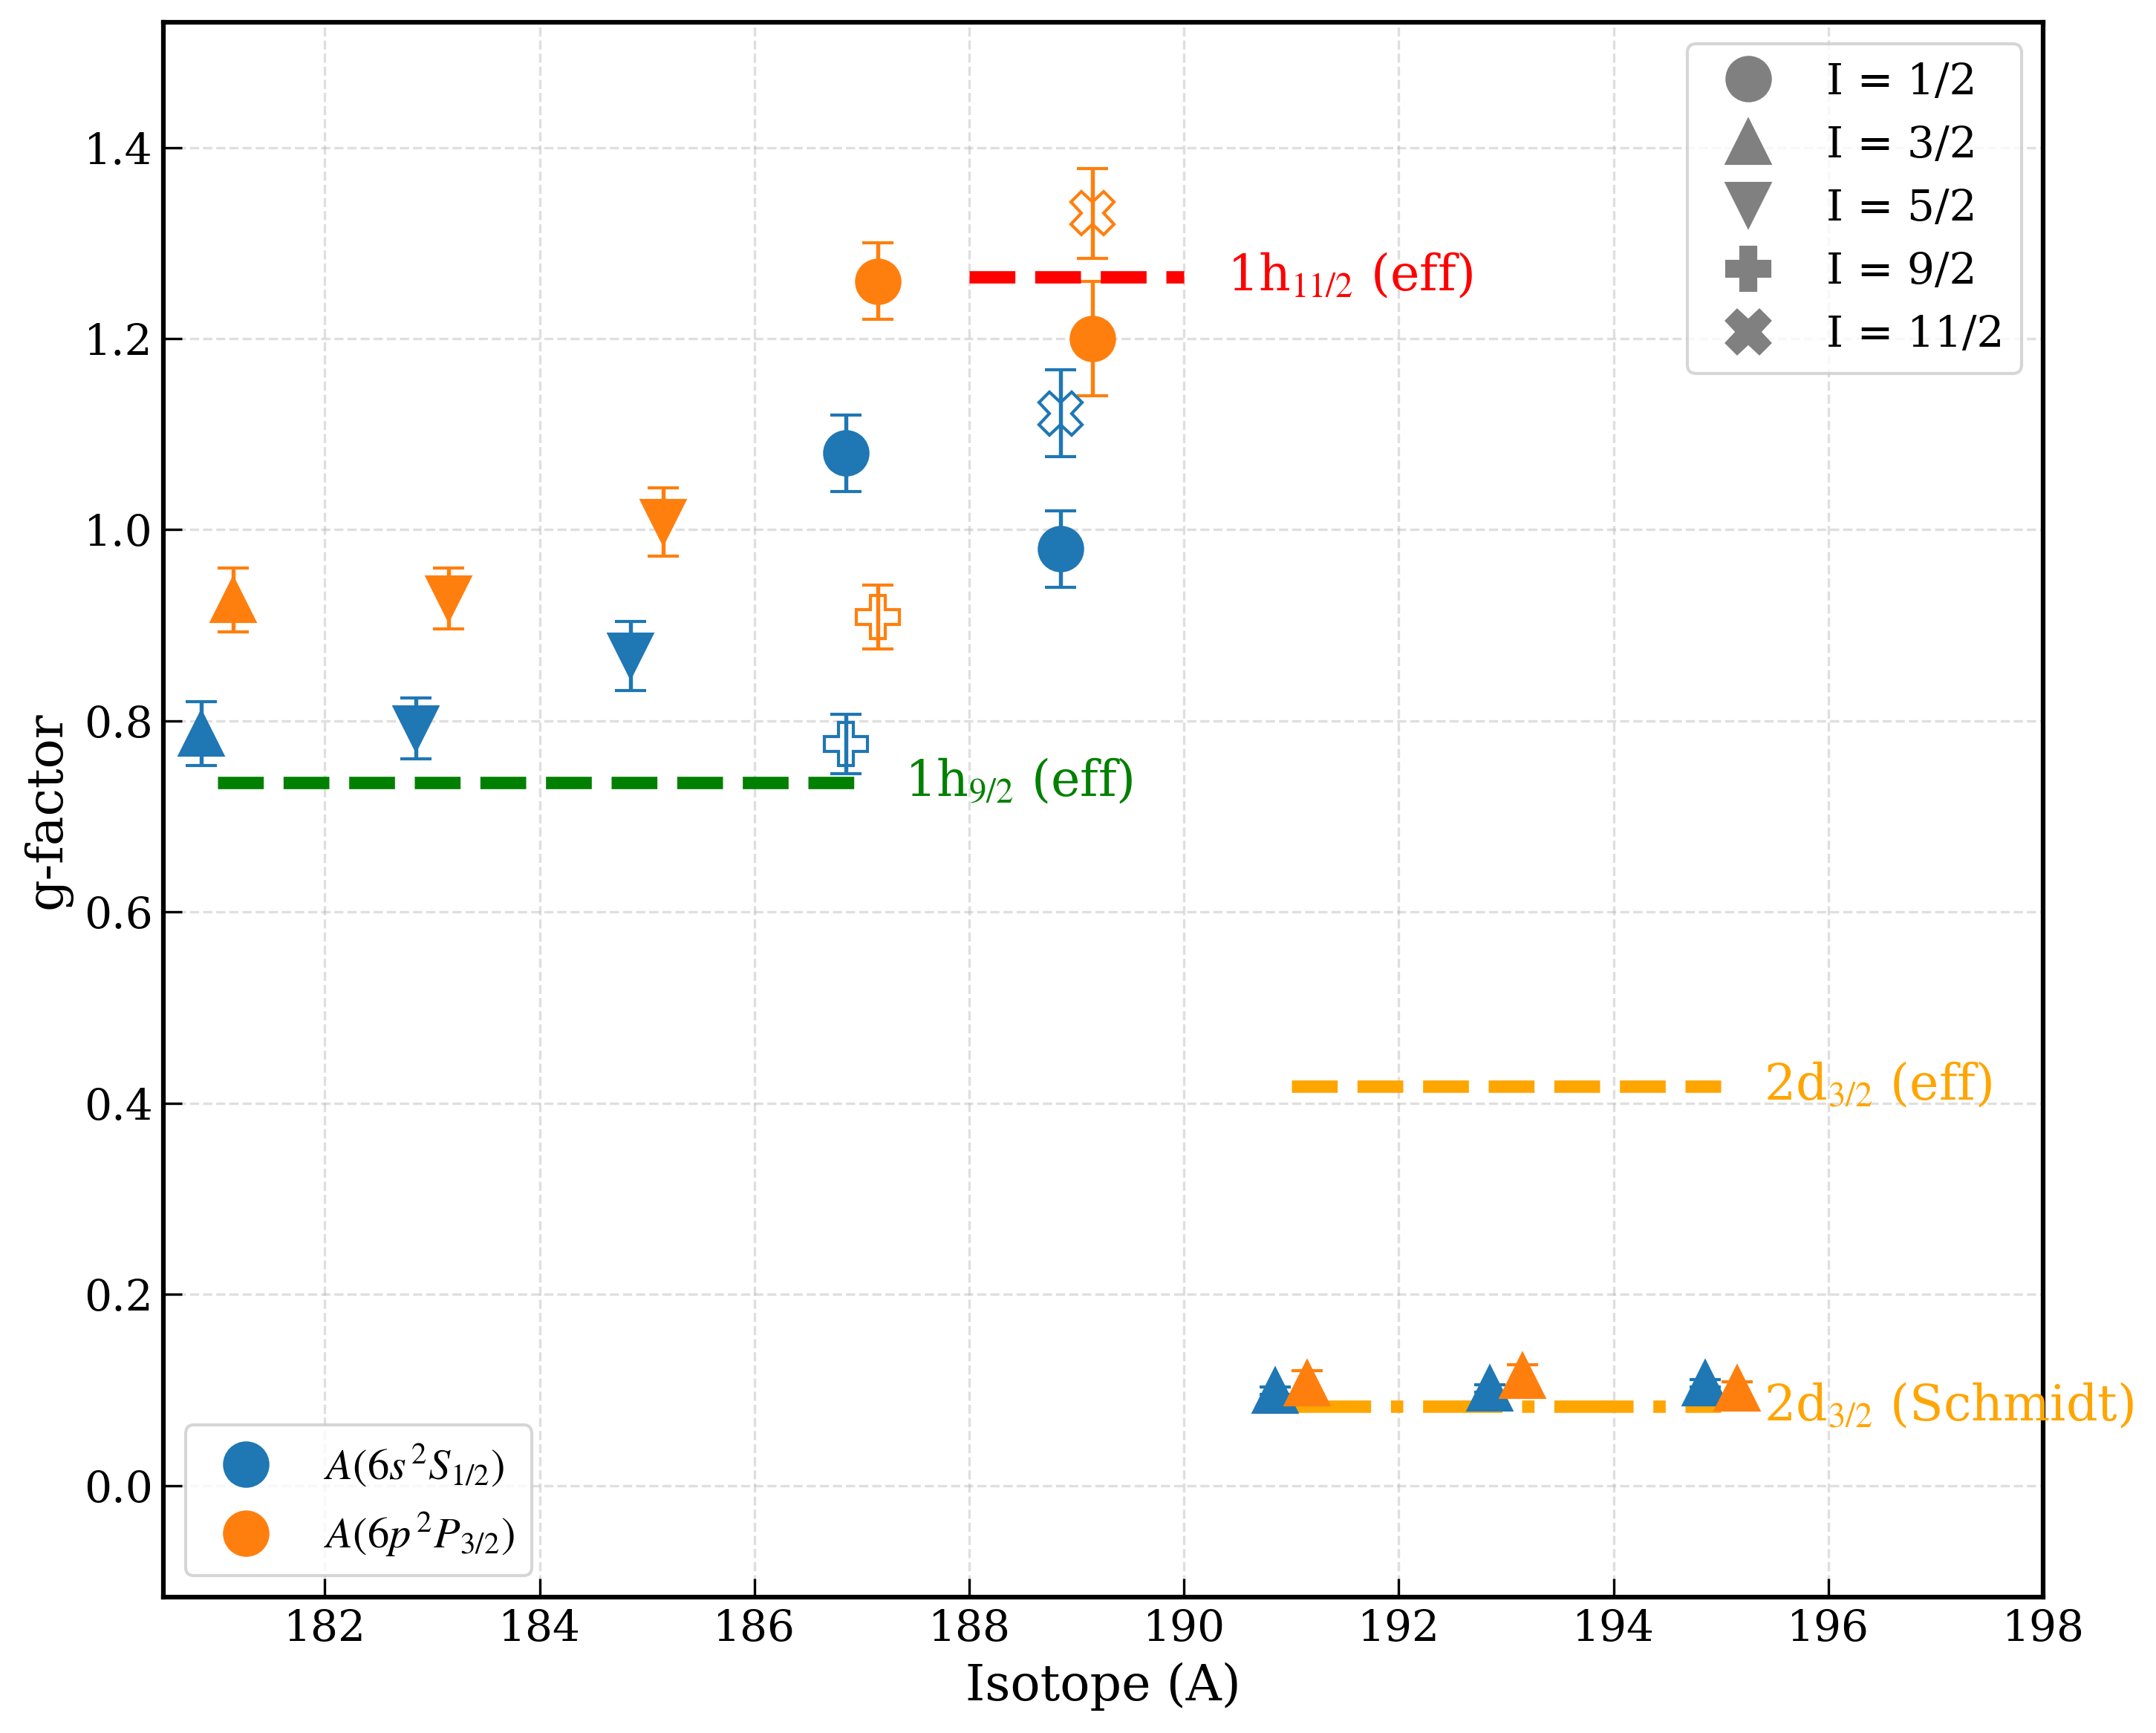 I = 1/2
I = 3/2
I = 5/2
I = 9/2
I = 11/2
1h₁₁/₂ (eff)
1h₉/₂ (eff)
2d₃/₂ (eff)
2d₃/₂ (Schmidt)
A(6s ²S₁/₂)
A(6p ²P₃/₂)
g-factor
1.4
1.2
1.0
0.8
0.6
0.4
0.2
0.0
182 184 186 188 190 192 194 196 198
Isotope (A)